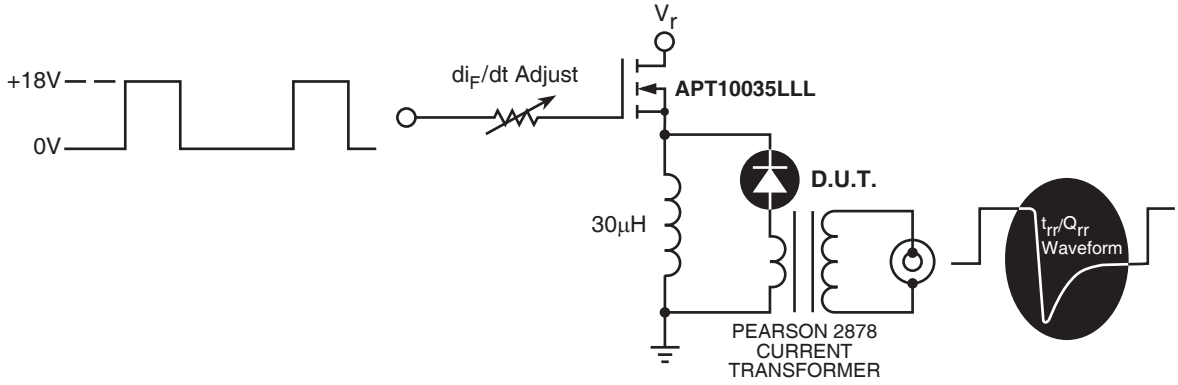 V_r
+18V
di_F/dt Adjust
APT10035LLL
0V
D.U.T.
30μH
t_rr/Q_rr
Waveform
PEARSON 2878
CURRENT
TRANSFORMER